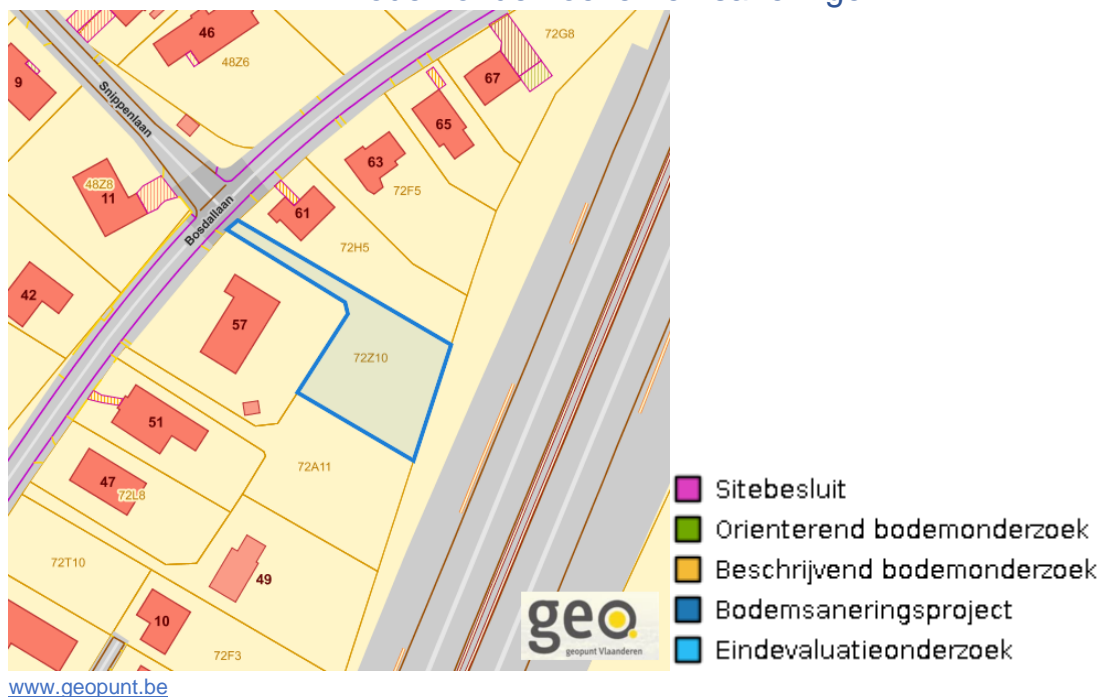 46
48Z6
72G8
67
9
Snippenlaan
65
63
48Z8
11
72F5
61
Bosdallaan
72H5
42
57
72Z10
51
72A11
47
72L8
Sitebesluit
Orienterend bodemonderzoek
72T10
49
Beschrijvend bodemonderzoek
10
geo.
Bodemsaneringsproject
geopunt Vlaanderen
72F3
Eindevaluatieonderzoek
www.geopunt.be